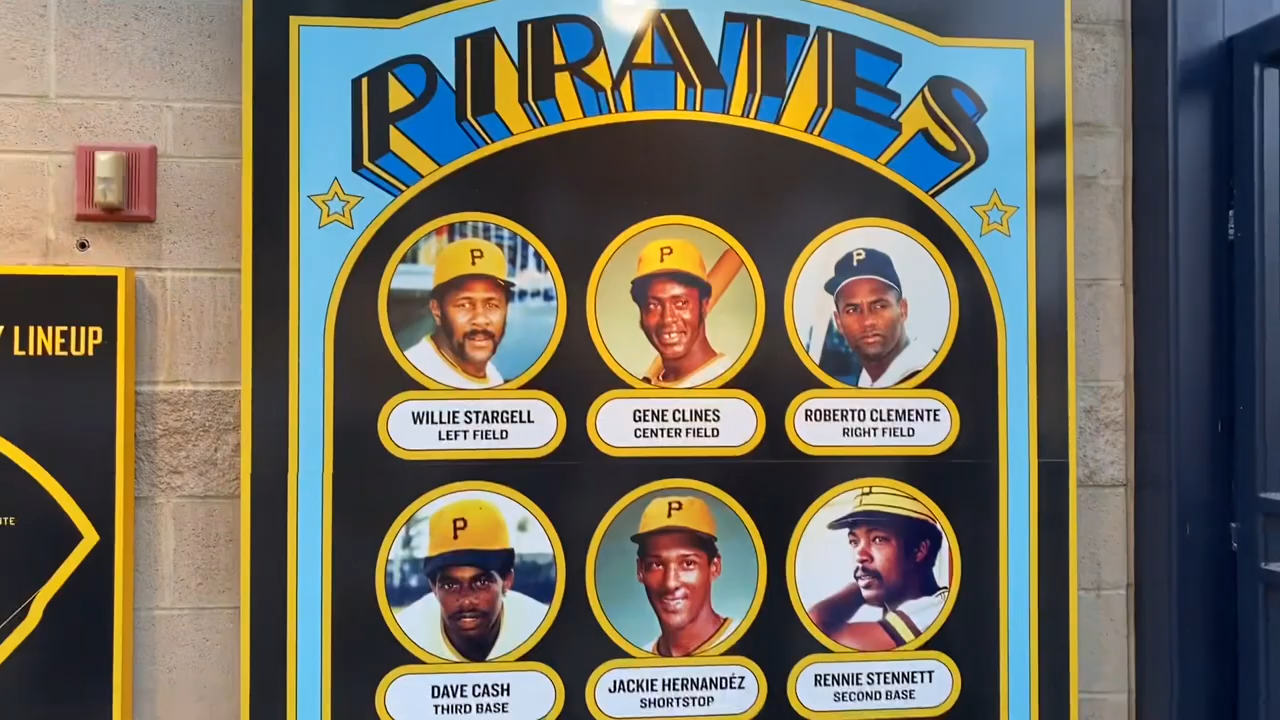 PIRATES
Y LINEUP
P
P
P
WILLIE STARGELL
LEFT FIELD
GENE CLINES
CENTER FIELD
ROBERTO CLEMENTE
RIGHT FIELD
P
P
P
DAVE CASH
THIRD BASE
JACKIE HERNANDÉZ
SHORTSTOP
RENNIE STENNETT
SECOND BASE